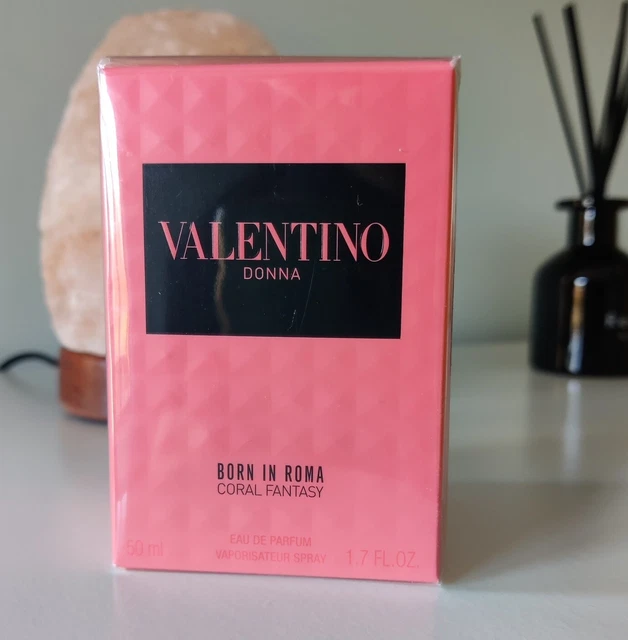 VALENTINO
DONNA
BORN IN ROMA
CORAL FANTASY
EAU DE PARFUM
50 ml VAPORISATEUR SPRAY 1.7 FL.OZ.